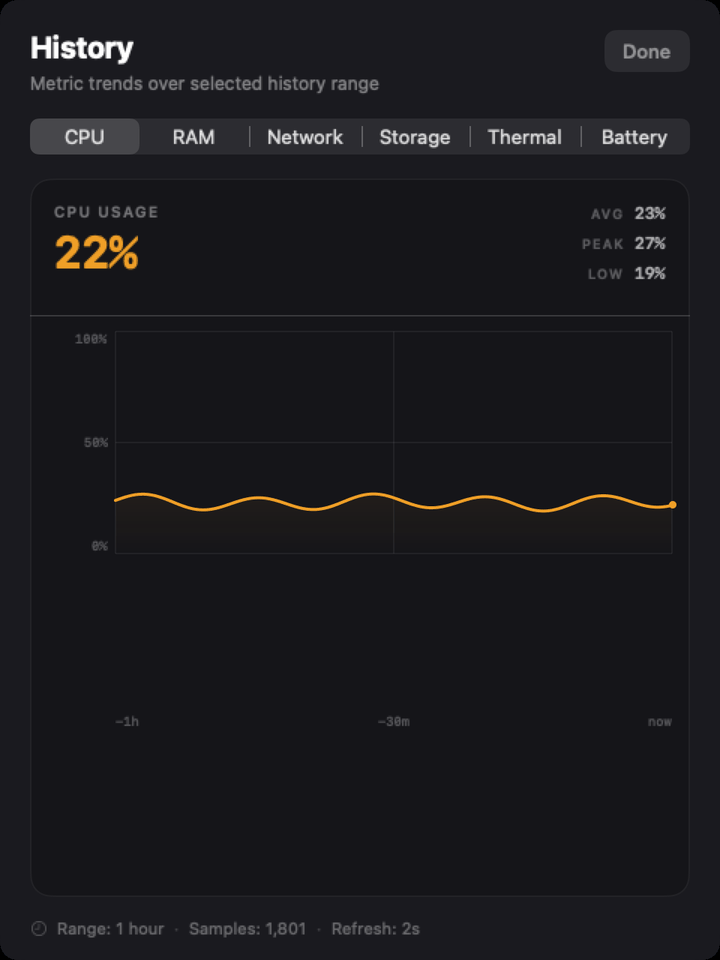 History
Done
Metric trends over selected history range
CPU RAM Network Storage Thermal Battery
CPU USAGE
22%
AVG 23%
PEAK 27%
LOW 19%
100%
50%
0%
-1h -30m now
Range: 1 hour · Samples: 1,801 · Refresh: 2s